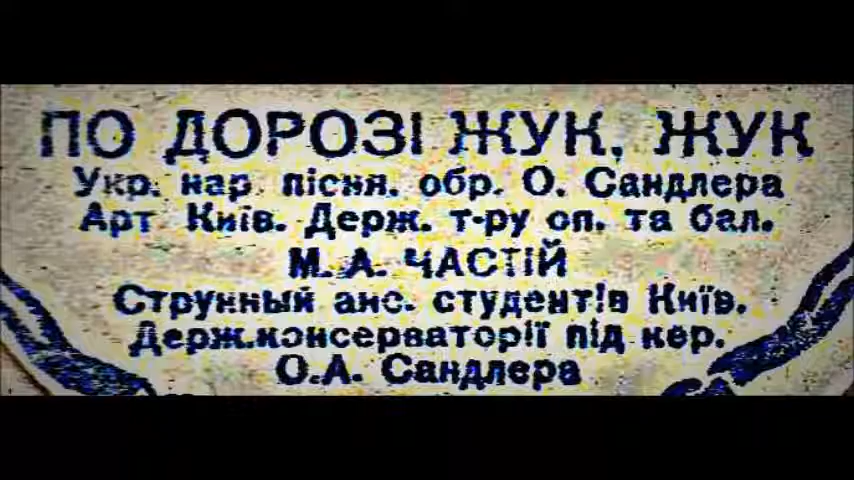 ПО ДОРОЗІ ЖУК, ЖУК
Укр. нар. пісня. обр. О. Сандлера
Арт Київ. Держ. т-ру оп. та бал.
М. А. ЧАСТІЙ
Струнный анс. студентів Київ.
Держ.консерваторії під кер.
О.А. Сандлера